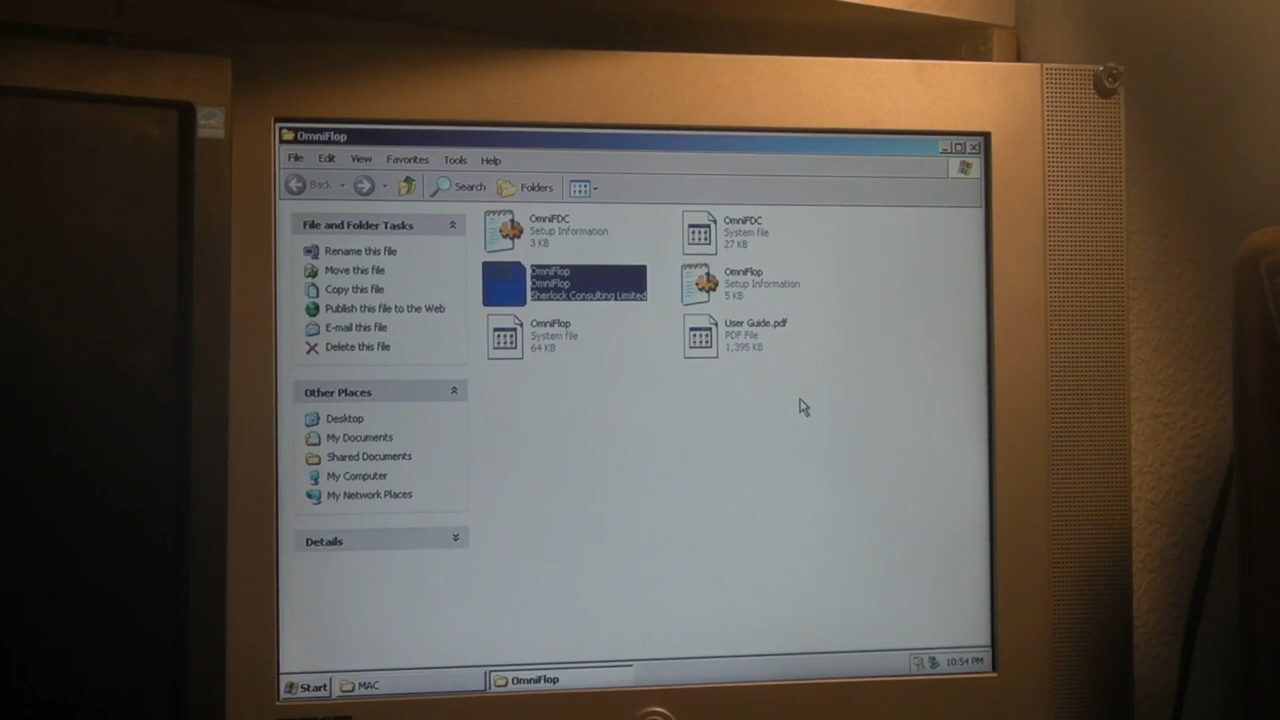 OmniFlop
File Edit View Favorites Tools Help
Back Search Folders
File and Folder Tasks
Rename this file
Move this file
Copy this file
Publish this file to the Web
E-mail this file
Delete this file
Other Places
Desktop
My Documents
Shared Documents
My Computer
My Network Places
Details
OmniFDC
Setup Information
3 KB
OmniFDC
System file
27 KB
OmniFlop
OmniFlop
Sherlock Consulting Limited
OmniFlop
Setup Information
5 KB
OmniFlop
System file
64 KB
User Guide.pdf
PDF File
1,395 KB
Start MAC OmniFlop 10:54 PM